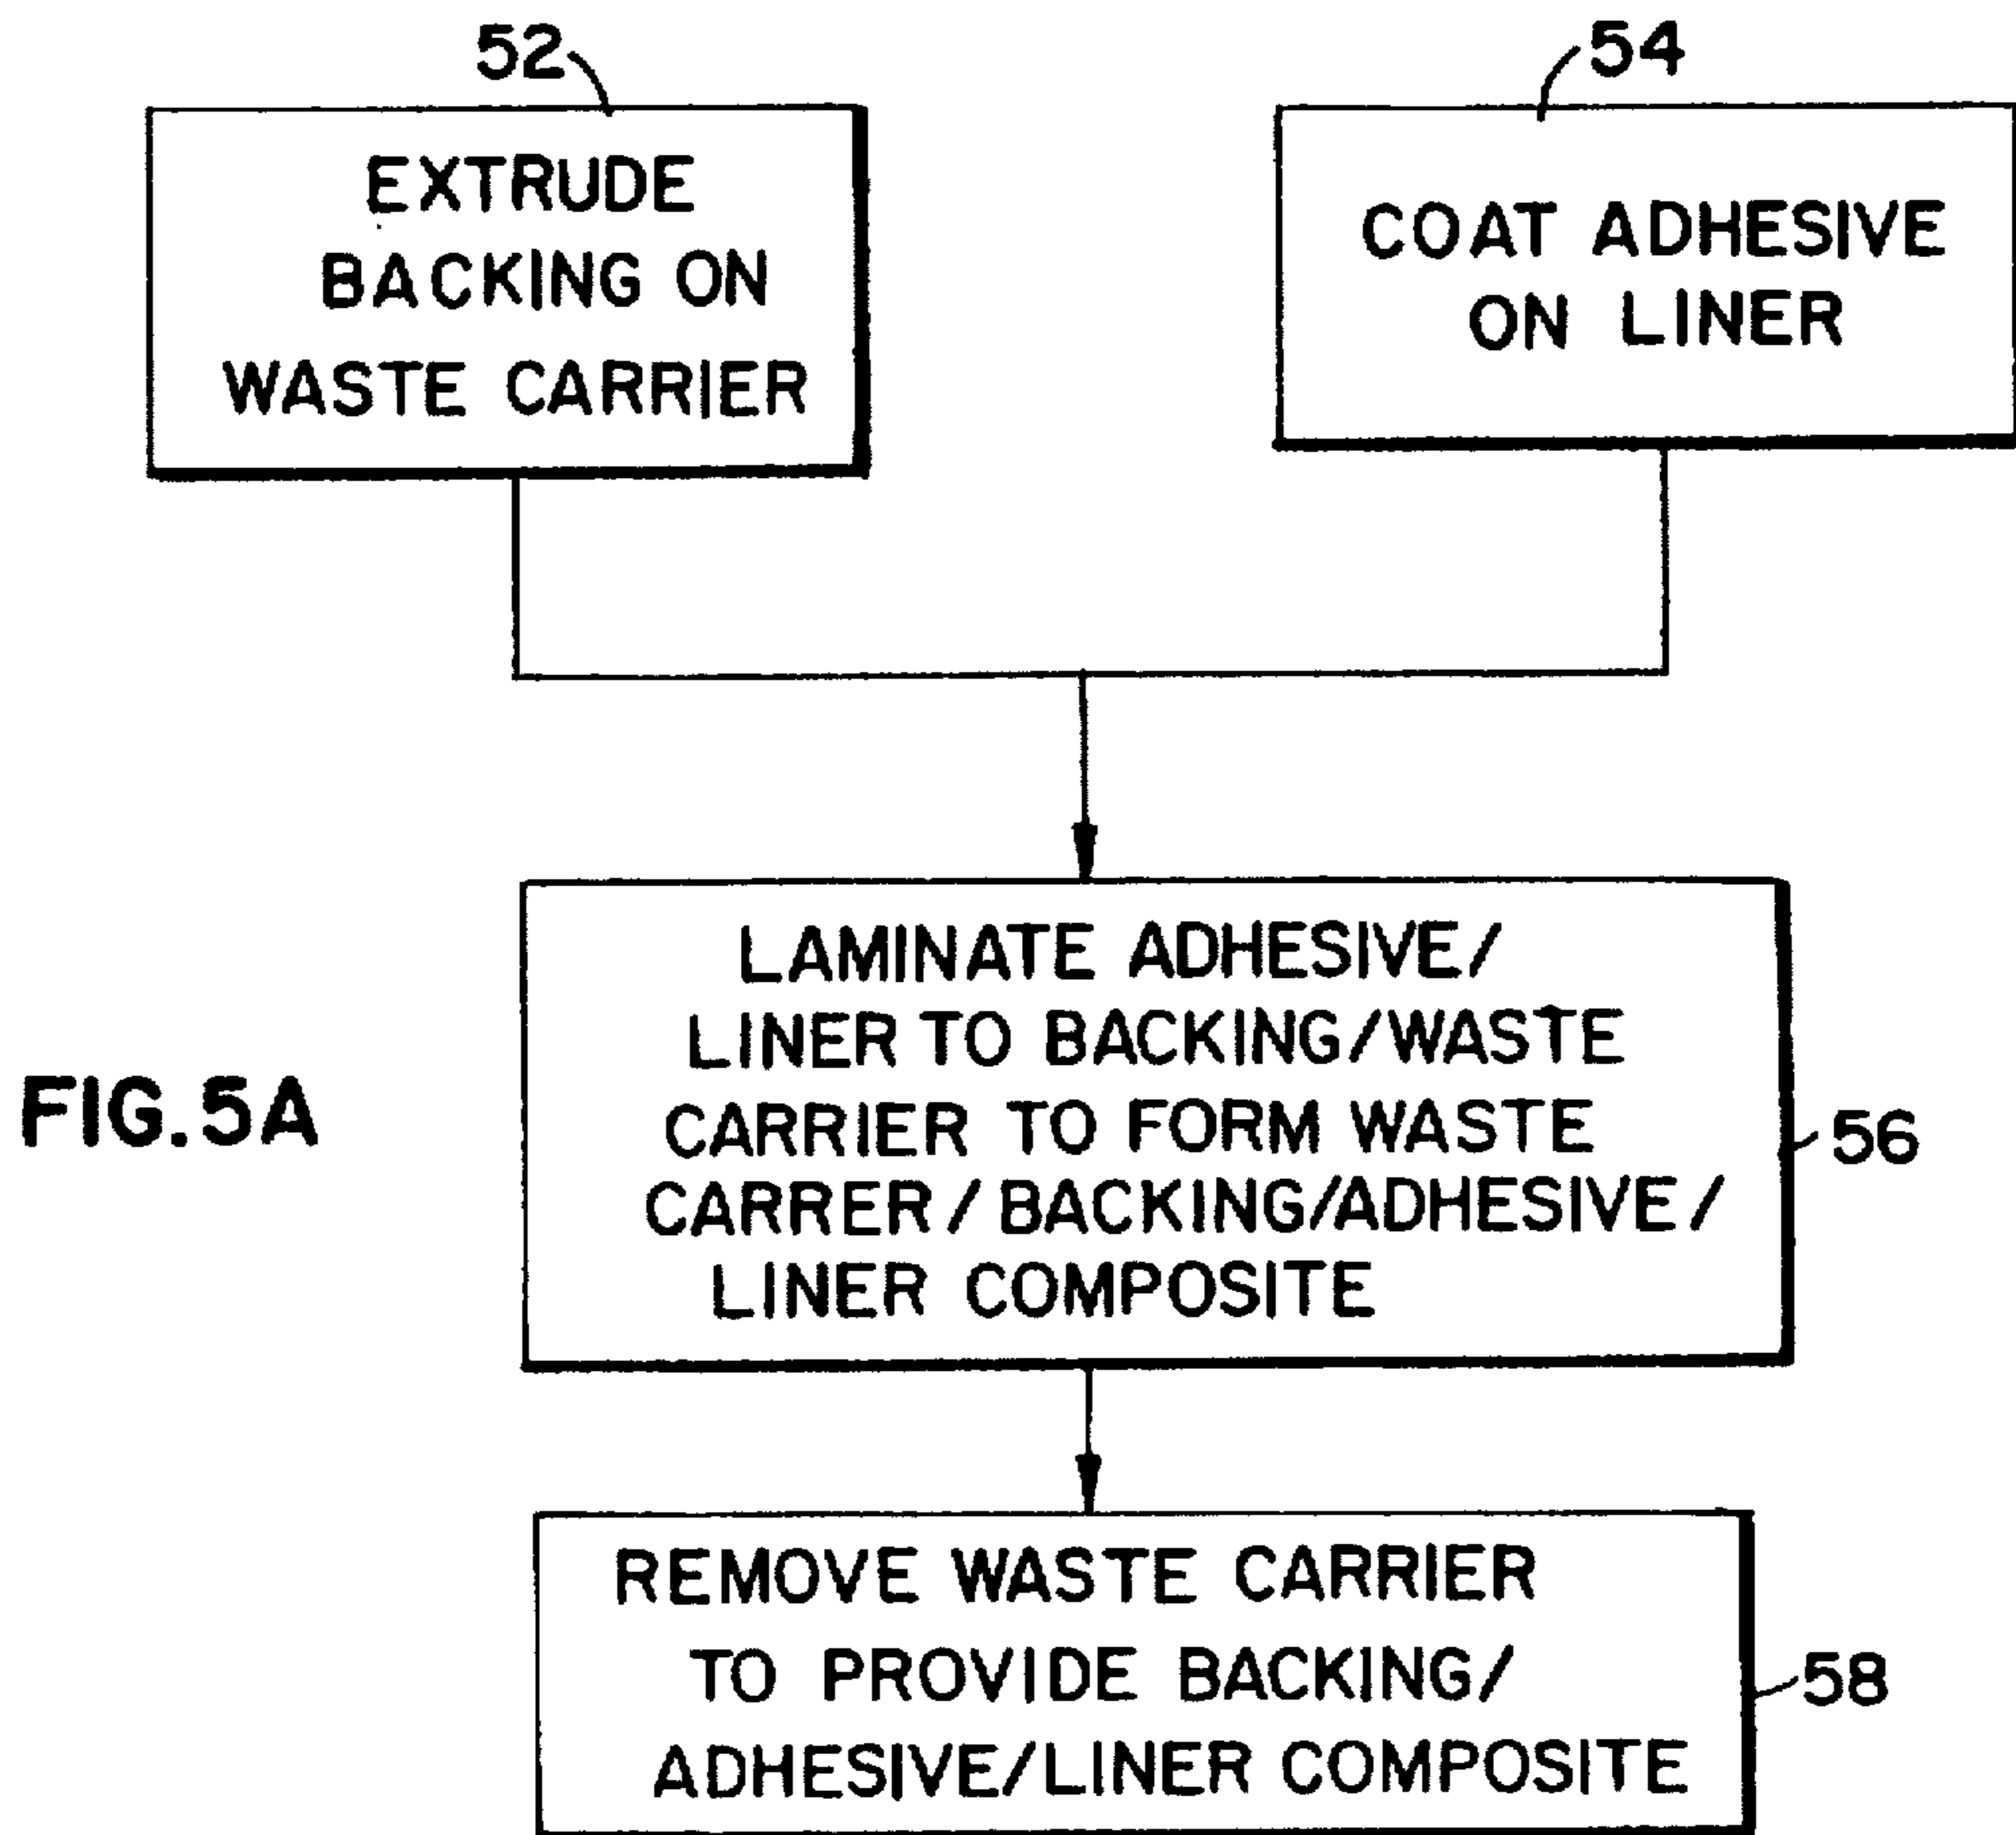 52
EXTRUDE
BACKING ON
WASTE CARRIER
54
COAT ADHESIVE
ON LINER
LAMINATE ADHESIVE/
LINER TO BACKING/WASTE
CARRIER TO FORM WASTE
CARRER/BACKING/ADHESIVE/
LINER COMPOSITE
56
FIG.5A
REMOVE WASTE CARRIER
TO PROVIDE BACKING/
ADHESIVE/LINER COMPOSITE
58